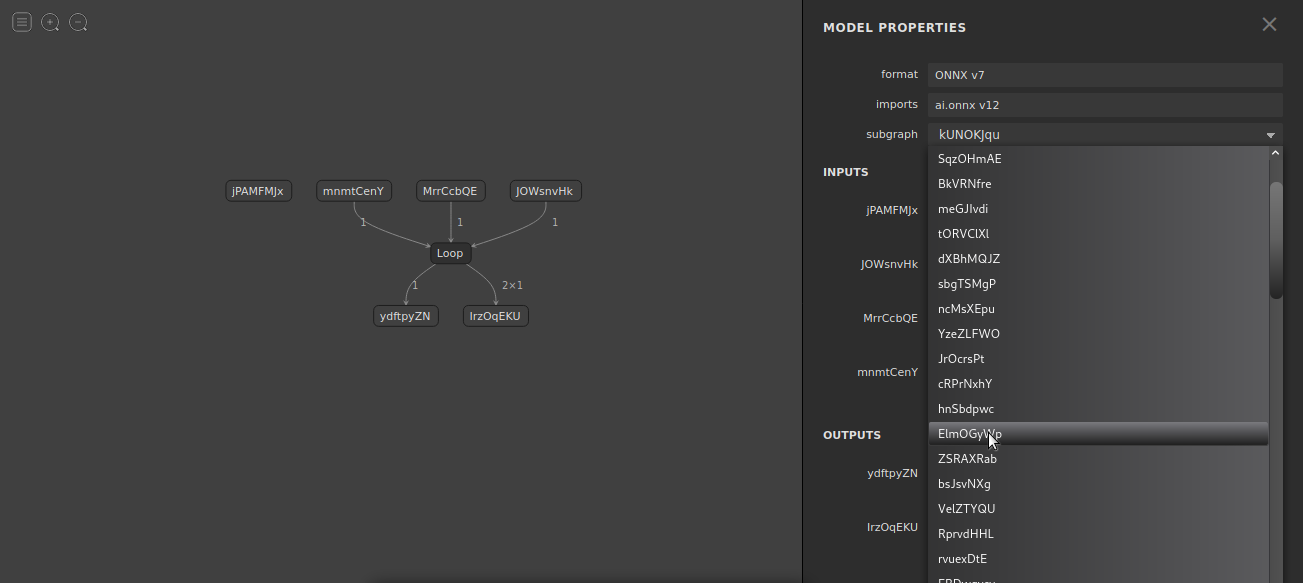 jPAMFMJx
mnmtCenY
MrrCcbQE
JOWsnvHk
1
1
1
Loop
1
2×1
ydftpyZN
IrzOqEKU
MODEL PROPERTIES
format
ONNX v7
imports
ai.onnx v12
subgraph
kUNOKJqu
SqzOHmAE
BkVRNfre
meGJIvdi
tORVClXl
dXBhMQJZ
sbgTSMgP
ncMsXEpu
YzeZLFWO
JrOcrsPt
cRPrNxhY
hnSbdpwc
ElmOGyWp
ZSRAXRab
bsJsvNXg
VelZTYQU
RprvdHHL
rvuexDtE
INPUTS
jPAMFMJx
JOWsnvHk
MrrCcbQE
mnmtCenY
OUTPUTS
ydftpyZN
IrzOqEKU